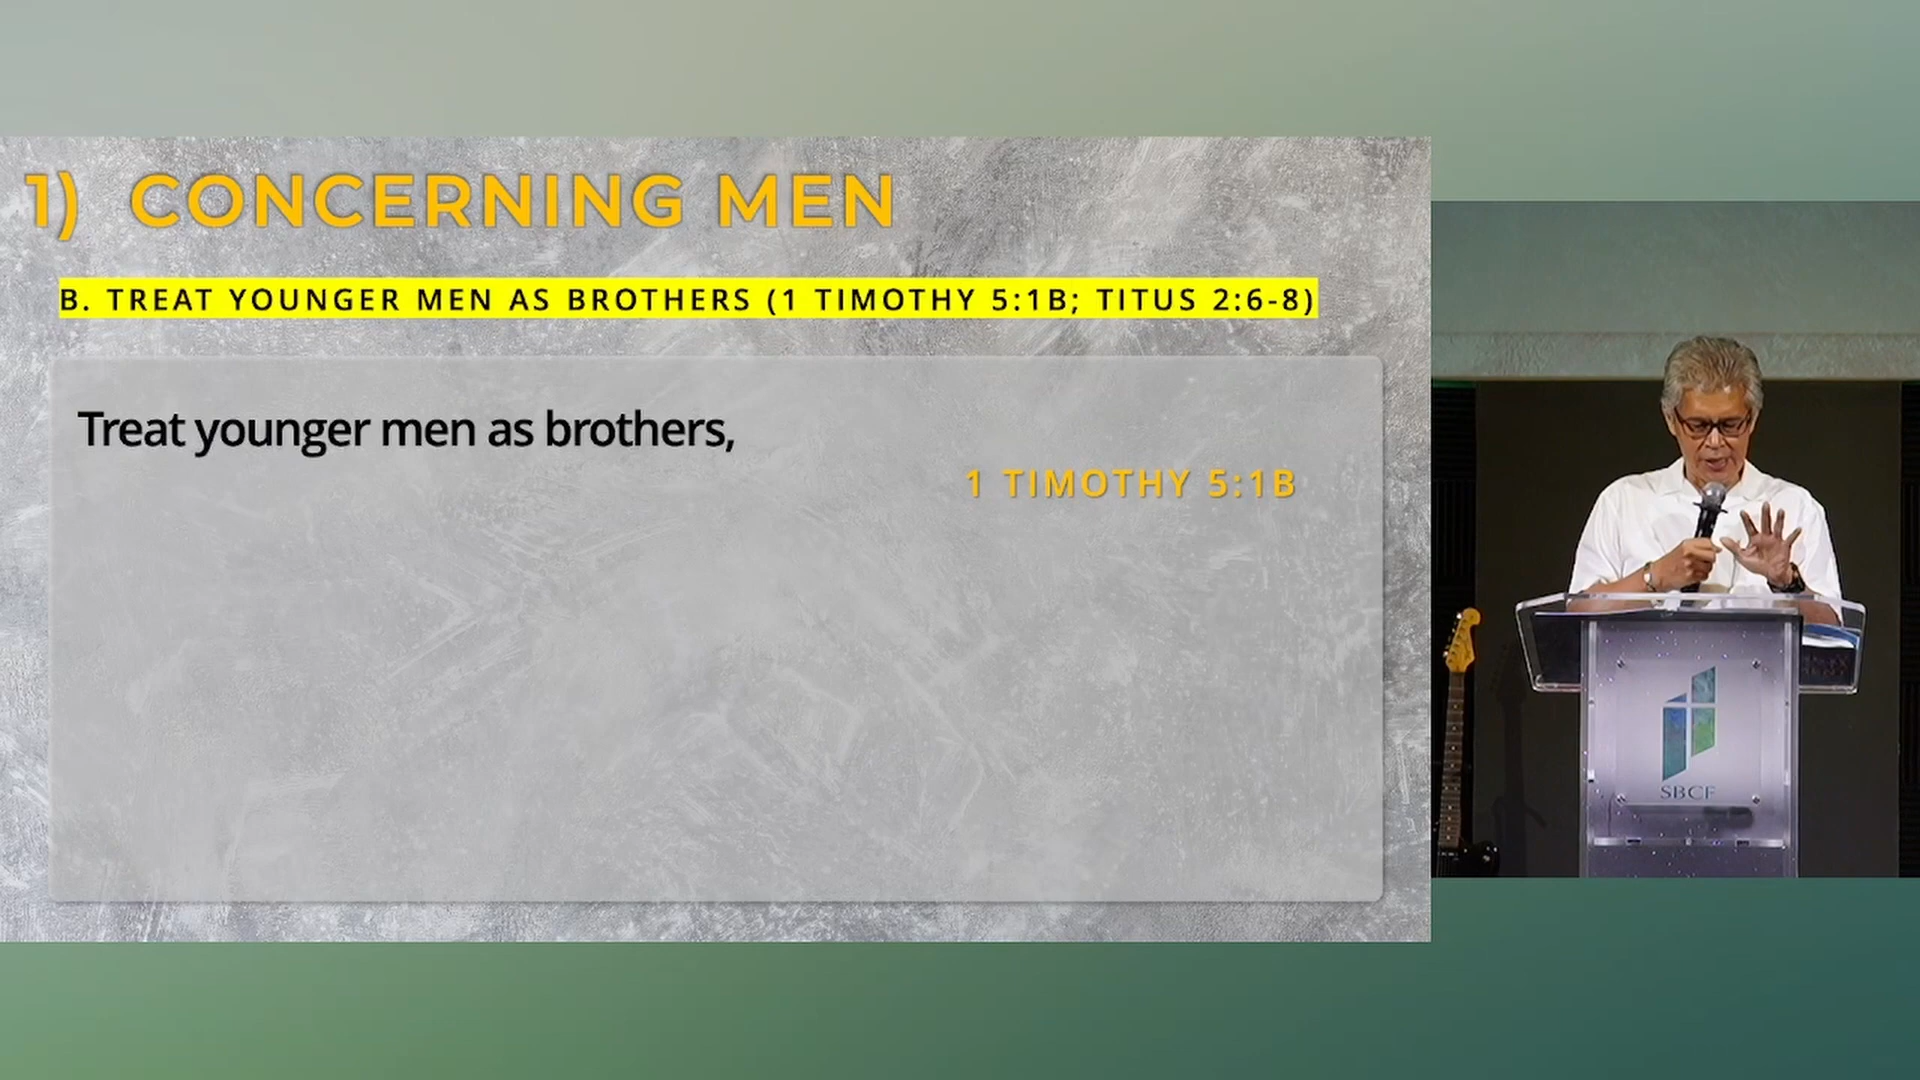 1) CONCERNING MEN
B. TREAT YOUNGER MEN AS BROTHERS (1 TIMOTHY 5:1B; TITUS 2:6-8)
Treat younger men as brothers,
1 TIMOTHY 5:1B
SBCF